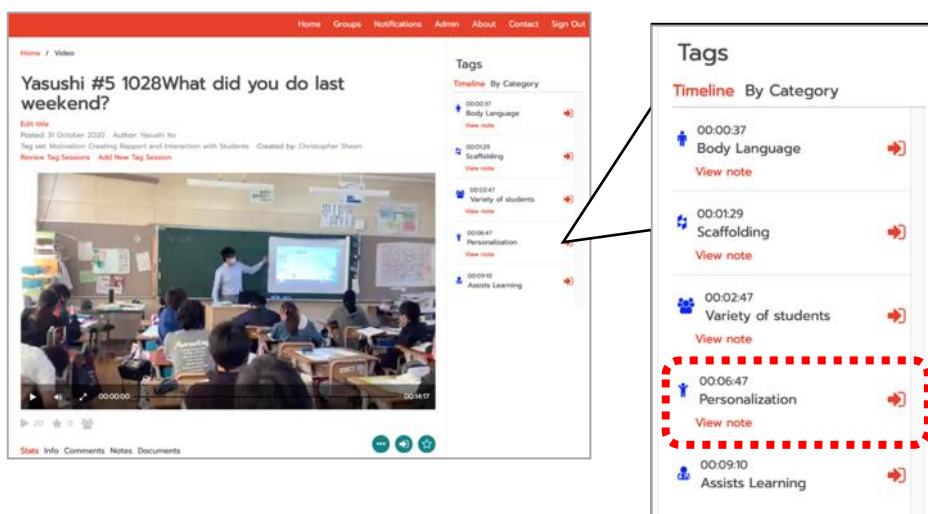 Home Groups Notifications Admin About Contact Sign Out
Home / Video
Yasushi #5 1028What did you do last
weekend?
Edit title
Posted: 31 October 2020 Author: Yasushi Ito
Tag set: Motivation: Creating Rapport and Interaction with Students Created by: Christopher Sheen
Review Tag Sessions Add New Tag Session
00:00:00
00:14:17
20 0
Stats Info Comments Notes Documents
Tags
Timeline By Category
00:00:37
Body Language
View note
00:01:29
Scaffolding
View note
00:02:47
Variety of students
View note
00:06:47
Personalization
View note
00:09:10
Assists Learning
Tags
Timeline By Category
00:00:37
Body Language
View note
00:01:29
Scaffolding
View note
00:02:47
Variety of students
View note
00:06:47
Personalization
View note
00:09:10
Assists Learning